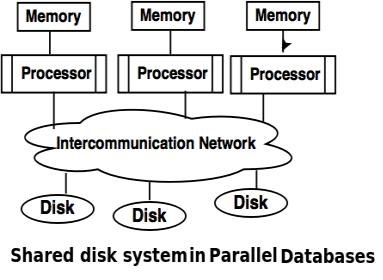 Memory Memory Memory
Processor Processor Processor
Intercommunication Network
Disk Disk Disk
Shared disk system in Parallel Databases